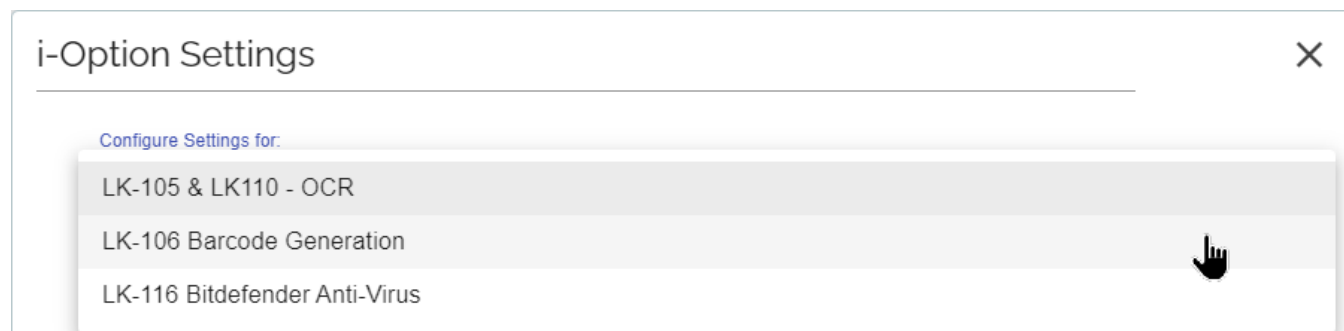 i-Option Settings
Configure Settings for:
LK-105 & LK110 - OCR
LK-106 Barcode Generation
LK-116 Bitdefender Anti-Virus